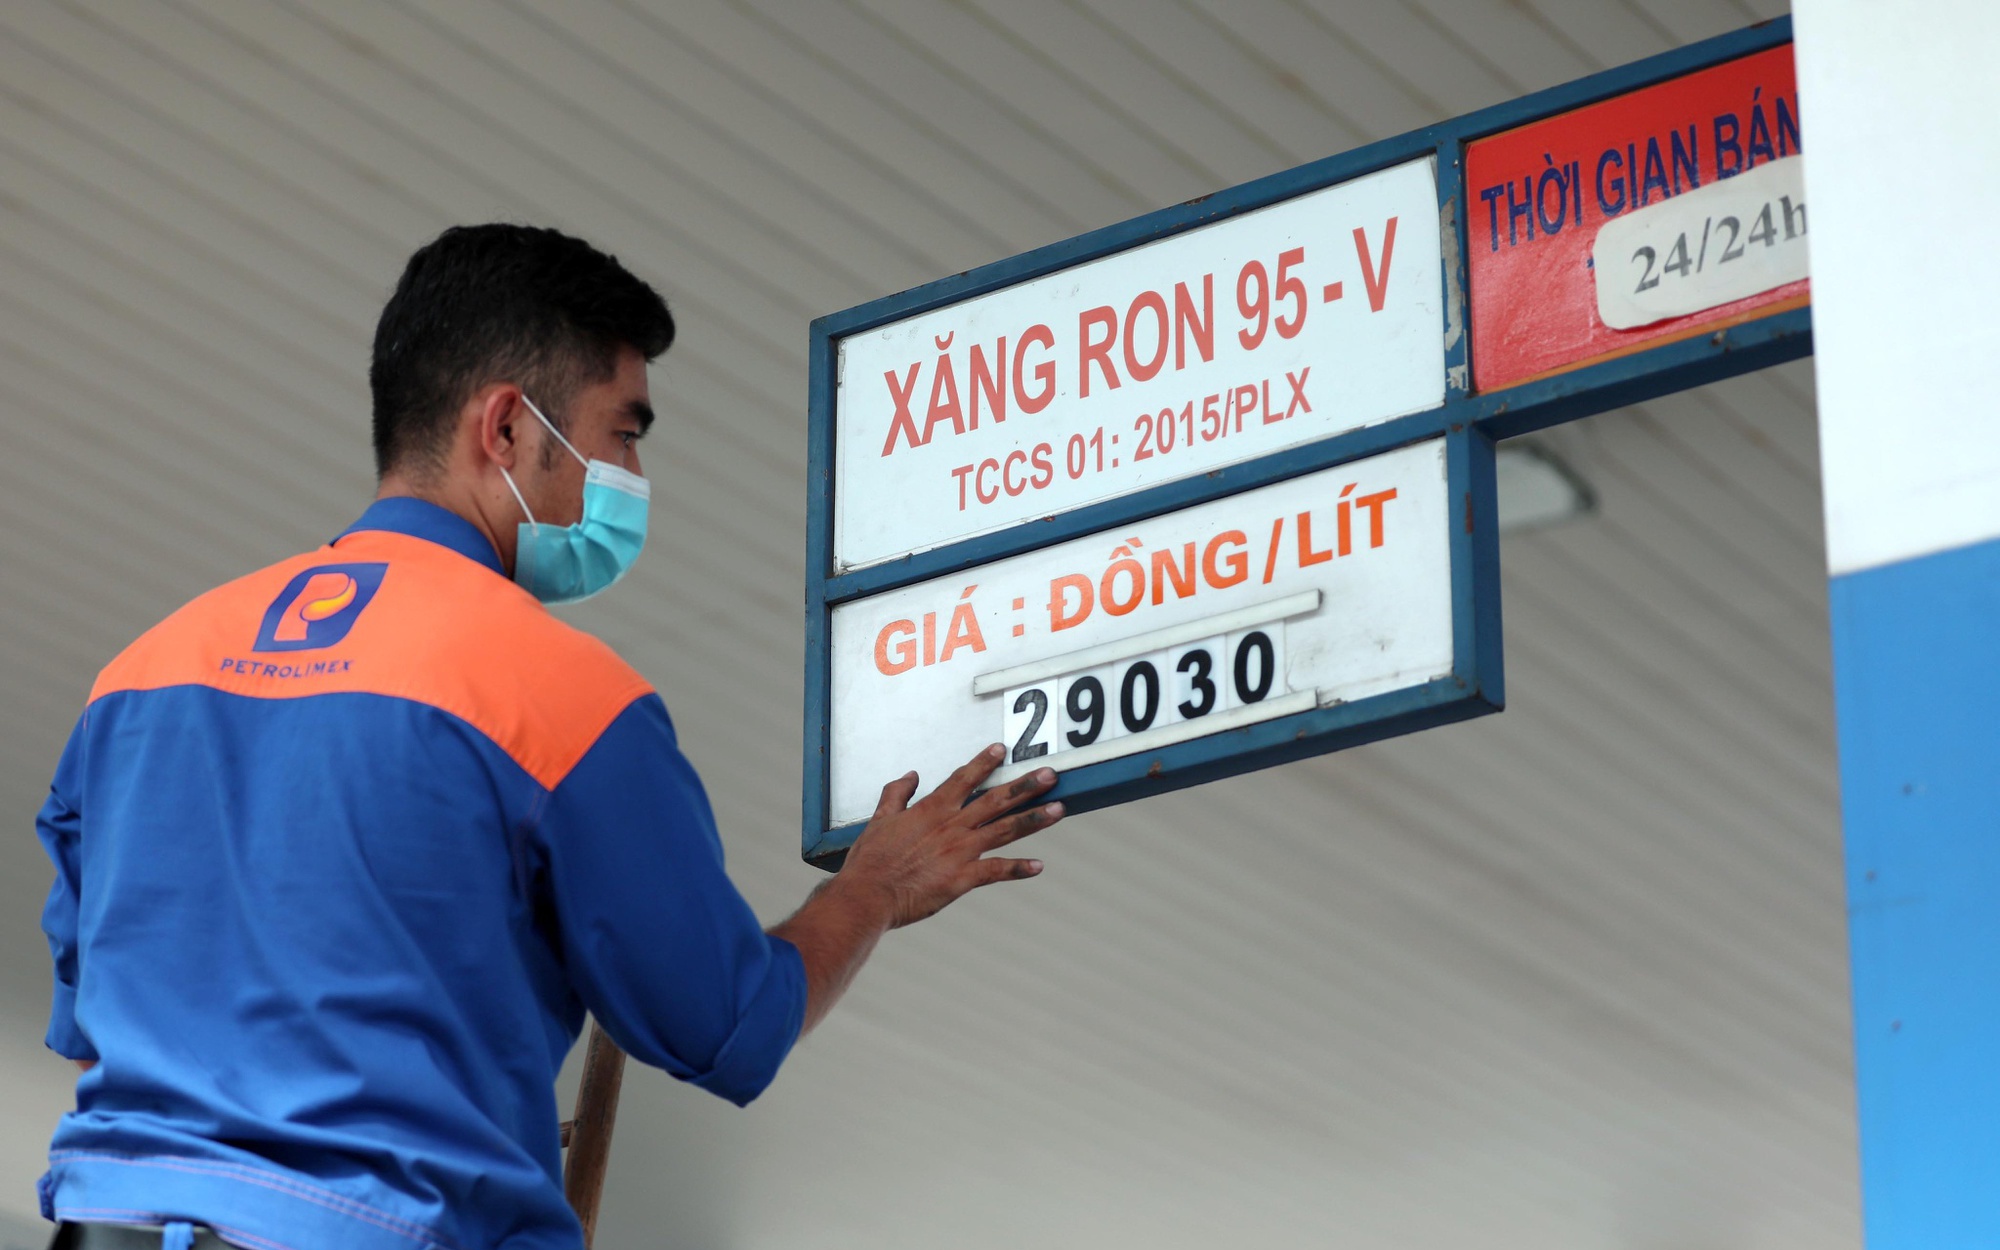 PETROLIMEX
XĂNG RON 95 - V
TCCS 01: 2015/PLX
GIÁ : ĐỒNG / LÍT
29030
THỜI GIAN BÁN
24/24h